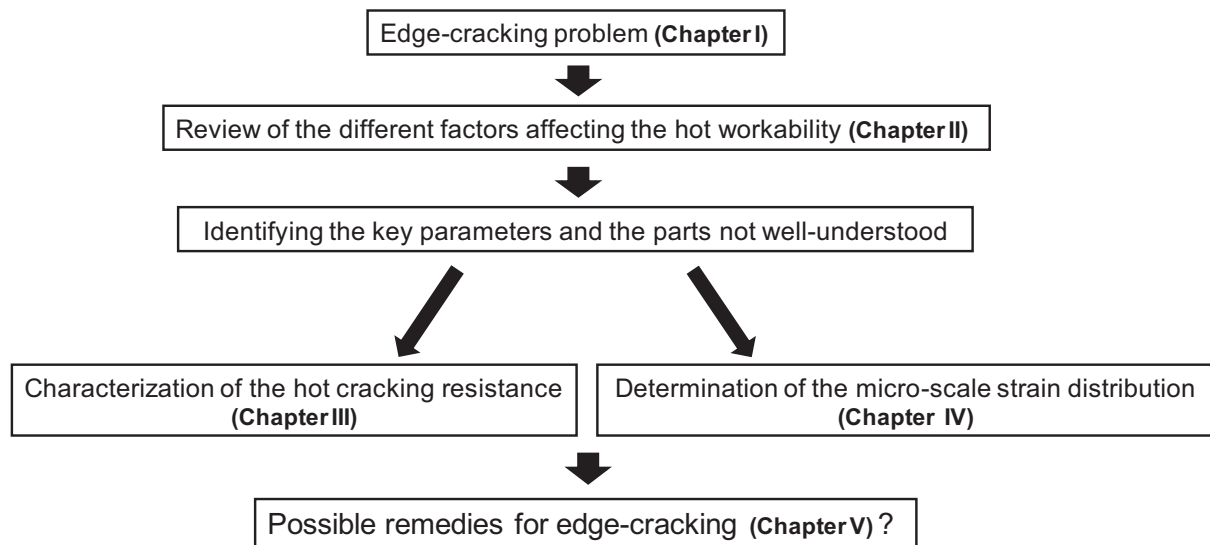 Edge-cracking problem (Chapter I)
Review of the different factors affecting the hot workability (Chapter II)
Identifying the key parameters and the parts not well-understood
Characterization of the hot cracking resistance
(Chapter III)
Determination of the micro-scale strain distribution
(Chapter IV)
Possible remedies for edge-cracking (Chapter V) ?